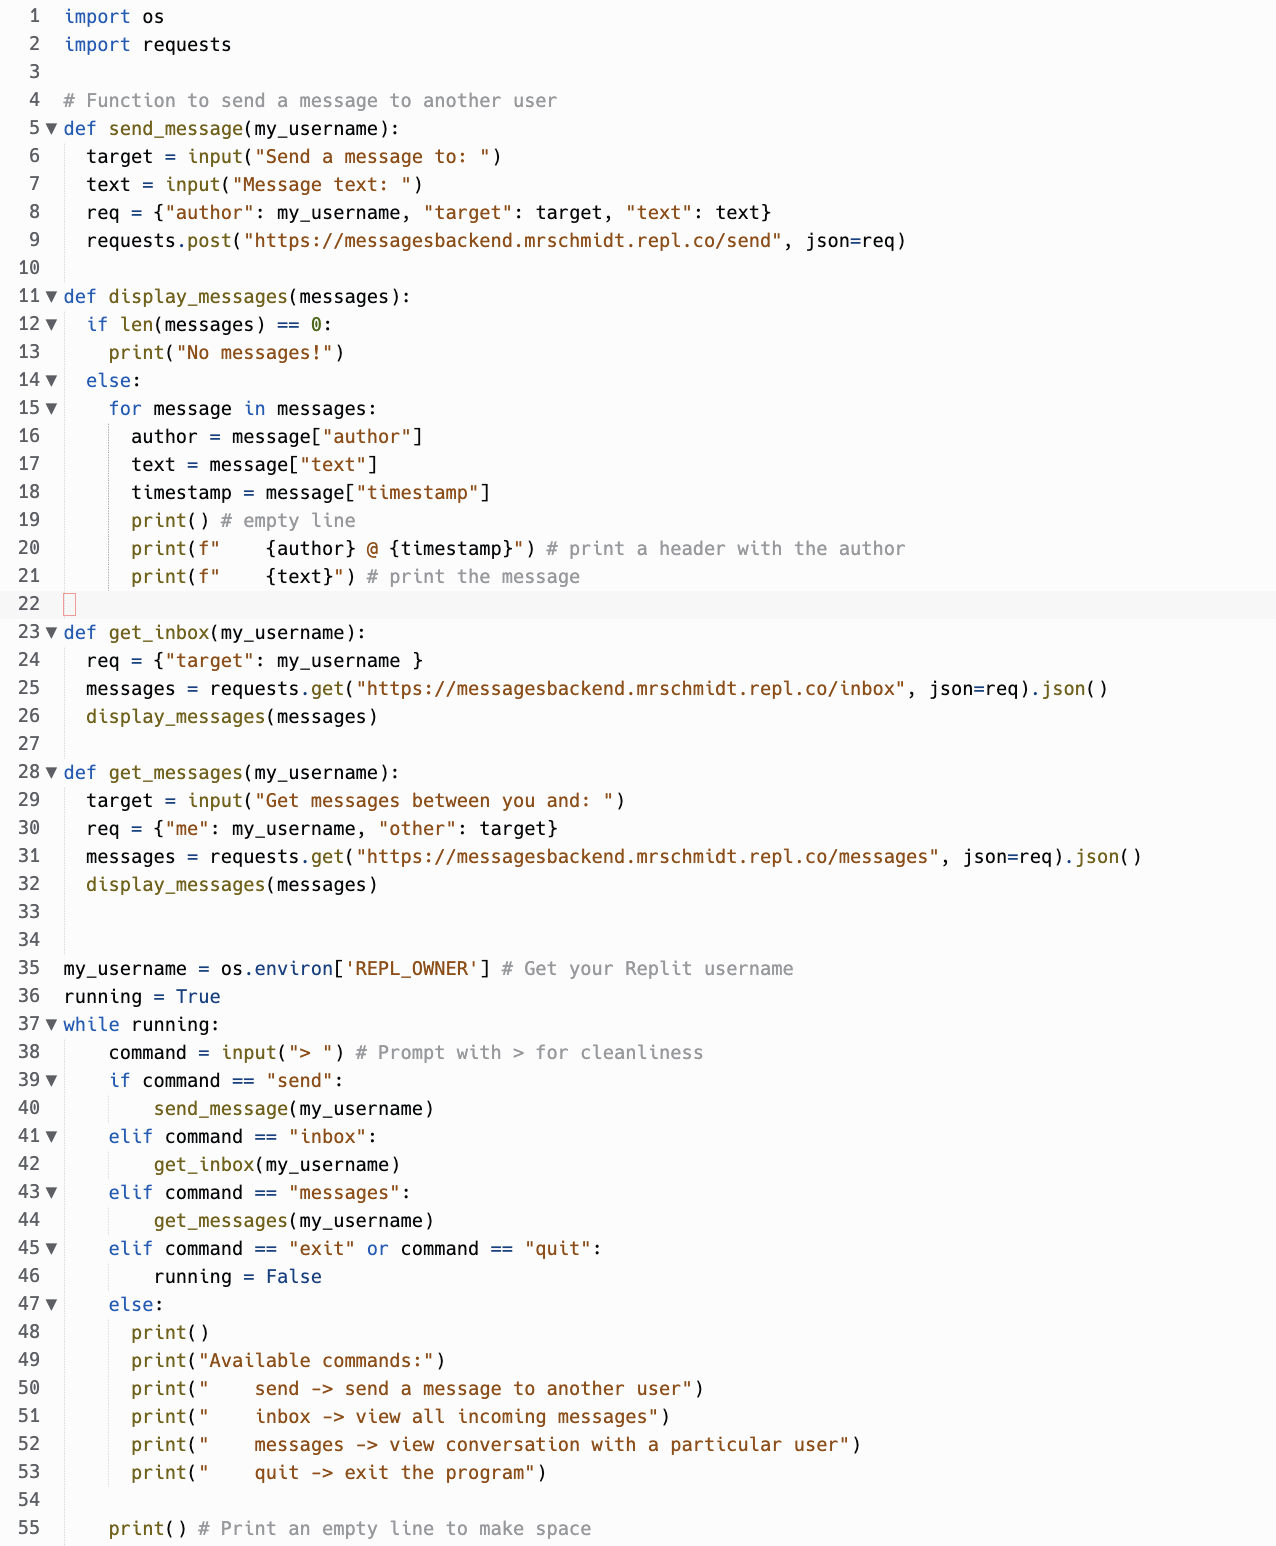 1 import os
2 import requests
3
4 # Function to send a message to another user
5 ▼ def send_message(my_username):
6   target = input("Send a message to: ")
7   text = input("Message text: ")
8   req = {"author": my_username, "target": target, "text": text}
9   requests.post("https://messagesbackend.mrschmidt.repl.co/send", json=req)
10
11 ▼ def display_messages(messages):
12 ▼   if len(messages) == 0:
13     print("No messages!")
14 ▼   else:
15 ▼     for message in messages:
16       author = message["author"]
17       text = message["text"]
18       timestamp = message["timestamp"]
19       print() # empty line
20       print(f"    {author} @ {timestamp}") # print a header with the author
21       print(f"    {text}") # print the message
22
23 ▼ def get_inbox(my_username):
24   req = {"target": my_username }
25   messages = requests.get("https://messagesbackend.mrschmidt.repl.co/inbox", json=req).json()
26   display_messages(messages)
27
28 ▼ def get_messages(my_username):
29   target = input("Get messages between you and: ")
30   req = {"me": my_username, "other": target}
31   messages = requests.get("https://messagesbackend.mrschmidt.repl.co/messages", json=req).json()
32   display_messages(messages)
33
34
35 my_username = os.environ['REPL_OWNER'] # Get your Replit username
36 running = True
37 ▼ while running:
38     command = input("> ") # Prompt with > for cleanliness
39 ▼     if command == "send":
40         send_message(my_username)
41 ▼     elif command == "inbox":
42         get_inbox(my_username)
43 ▼     elif command == "messages":
44         get_messages(my_username)
45 ▼     elif command == "exit" or command == "quit":
46         running = False
47 ▼     else:
48       print()
49       print("Available commands:")
50       print("    send -> send a message to another user")
51       print("    inbox -> view all incoming messages")
52       print("    messages -> view conversation with a particular user")
53       print("    quit -> exit the program")
54
55     print() # Print an empty line to make space